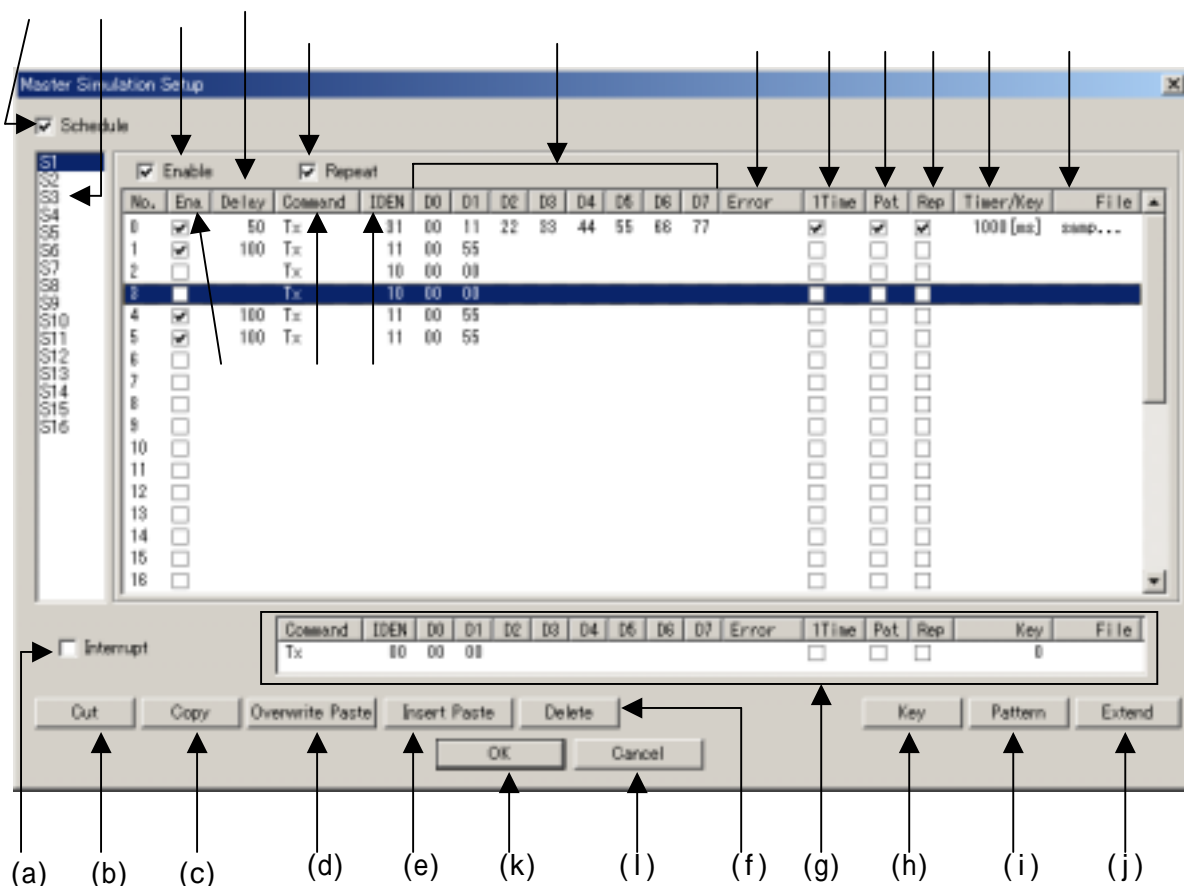 Master Simulation Setup
Schedule
S1
S2
S3
S4
S5
S6
S7
S8
S9
S10
S11
S12
S13
S14
S15
S16
Enable Repeat
No. Ena Delay Command IDEN D0 D1 D2 D3 D4 D5 D6 D7 Error 1Time Pat Rep Timer/Key File
0 50 Tx 01 00 11 22 33 44 55 66 77 1000[ms] samp...
1 100 Tx 11 00 55
2 Tx 10 00 00
3 Tx 10 00 00
4 100 Tx 11 00 55
5 100 Tx 11 00 55
6
7
8
9
10
11
12
13
14
15
16
Interrupt
Command IDEN D0 D1 D2 D3 D4 D5 D6 D7 Error 1Time Pat Rep Key File
Tx 00 00 00 0
Cut Copy Overwrite Paste Insert Paste Delete Key Pattern Extend
OK Cancel
(a) (b) (c) (d) (e) (k) (l) (f) (g) (h) (i) (j)